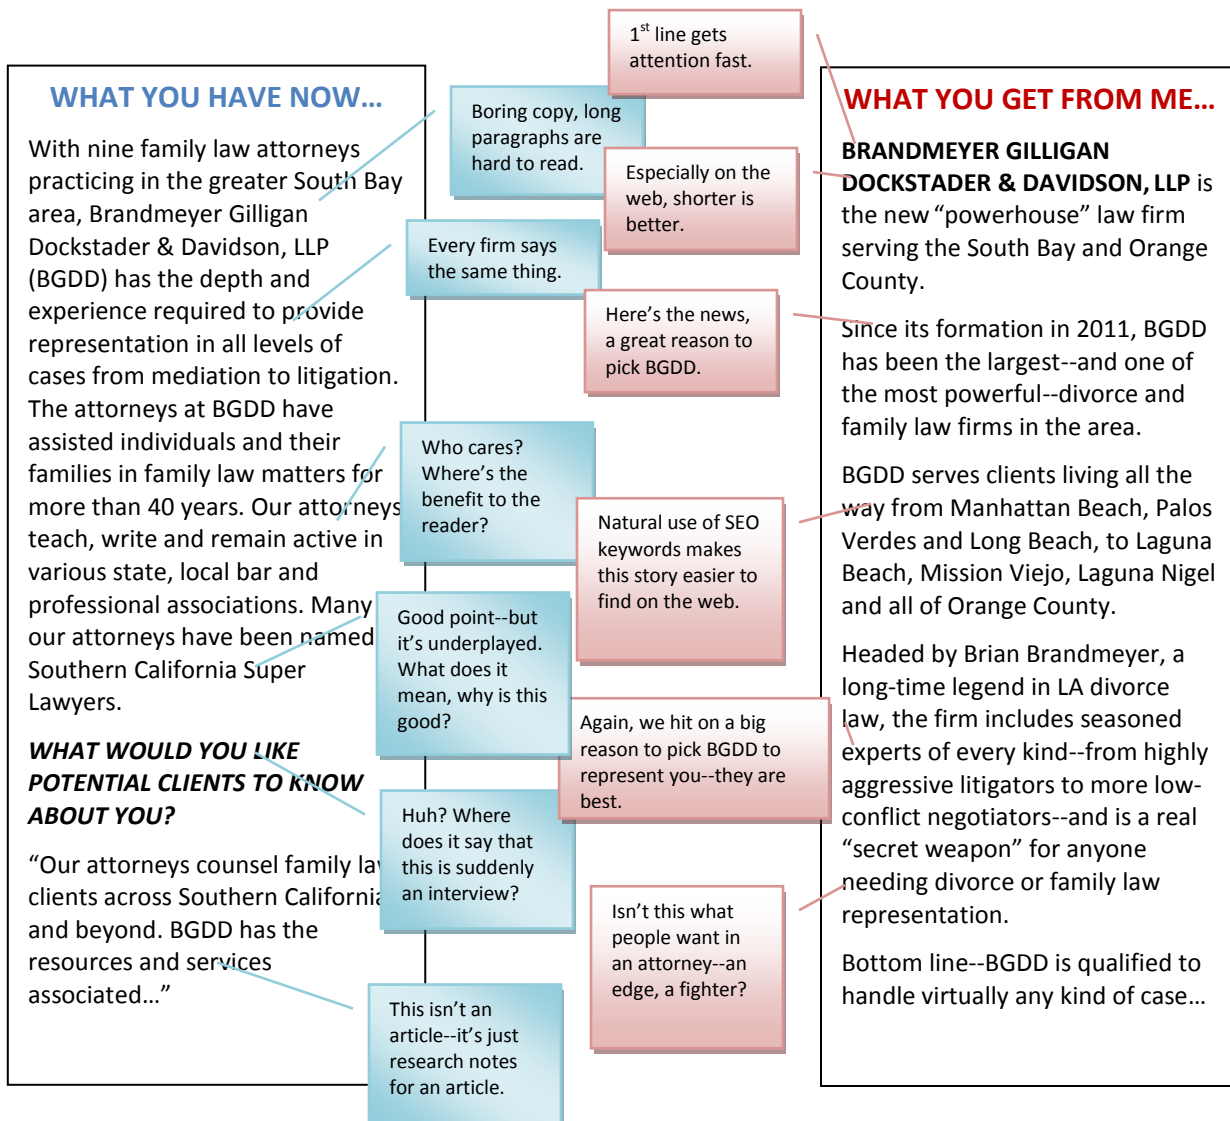 WHAT YOU HAVE NOW…
With nine family law attorneys
practicing in the greater South Bay
area, Brandmeyer Gilligan
Dockstader & Davidson, LLP
(BGDD) has the depth and
experience required to provide
representation in all levels of
cases from mediation to litigation.
The attorneys at BGDD have
assisted individuals and their
families in family law matters for
more than 40 years. Our attorneys
teach, write and remain active in
various state, local bar and
professional associations. Many
our attorneys have been named
Southern California Super
Lawyers.
WHAT WOULD YOU LIKE
POTENTIAL CLIENTS TO KNOW
ABOUT YOU?
“Our attorneys counsel family law
clients across Southern California
and beyond. BGDD has the
resources and services
associated…”
Boring copy, long
paragraphs are
hard to read.
Every firm says
the same thing.
Who cares?
Where’s the
benefit to the
reader?
Good point--but
it’s underplayed.
What does it
mean, why is this
good?
Huh? Where
does it say that
this is suddenly
an interview?
This isn’t an
article--it’s just
research notes
for an article.
1st line gets
attention fast.
Especially on the
web, shorter is
better.
Here’s the news,
a great reason to
pick BGDD.
Natural use of SEO
keywords makes
this story easier to
find on the web.
Again, we hit on a big
reason to pick BGDD to
represent you--they are
best.
Isn’t this what
people want in
an attorney--an
edge, a fighter?
WHAT YOU GET FROM ME…
BRANDMEYER GILLIGAN
DOCKSTADER & DAVIDSON, LLP is
the new “powerhouse” law firm
serving the South Bay and Orange
County.
Since its formation in 2011, BGDD
has been the largest--and one of
the most powerful--divorce and
family law firms in the area.
BGDD serves clients living all the
way from Manhattan Beach, Palos
Verdes and Long Beach, to Laguna
Beach, Mission Viejo, Laguna Nigel
and all of Orange County.
Headed by Brian Brandmeyer, a
long-time legend in LA divorce
law, the firm includes seasoned
experts of every kind--from highly
aggressive litigators to more low-
conflict negotiators--and is a real
“secret weapon” for anyone
needing divorce or family law
representation.
Bottom line--BGDD is qualified to
handle virtually any kind of case…